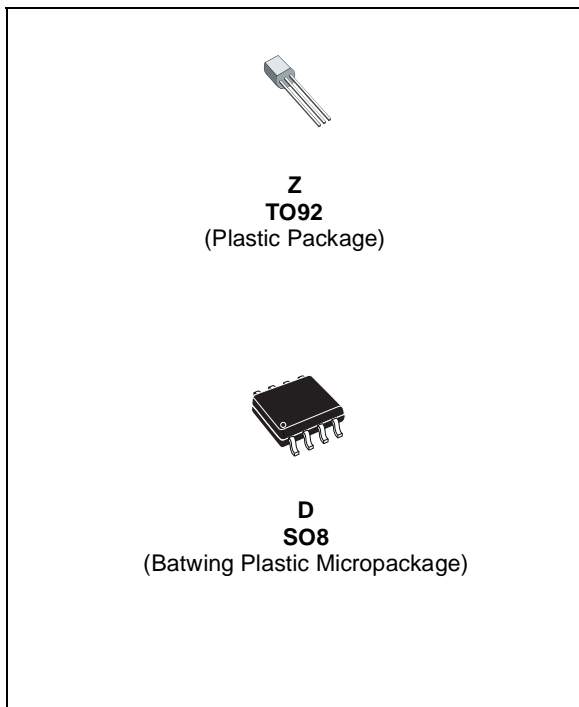 Z
TO92
(Plastic Package)
D
SO8
(Batwing Plastic Micropackage)